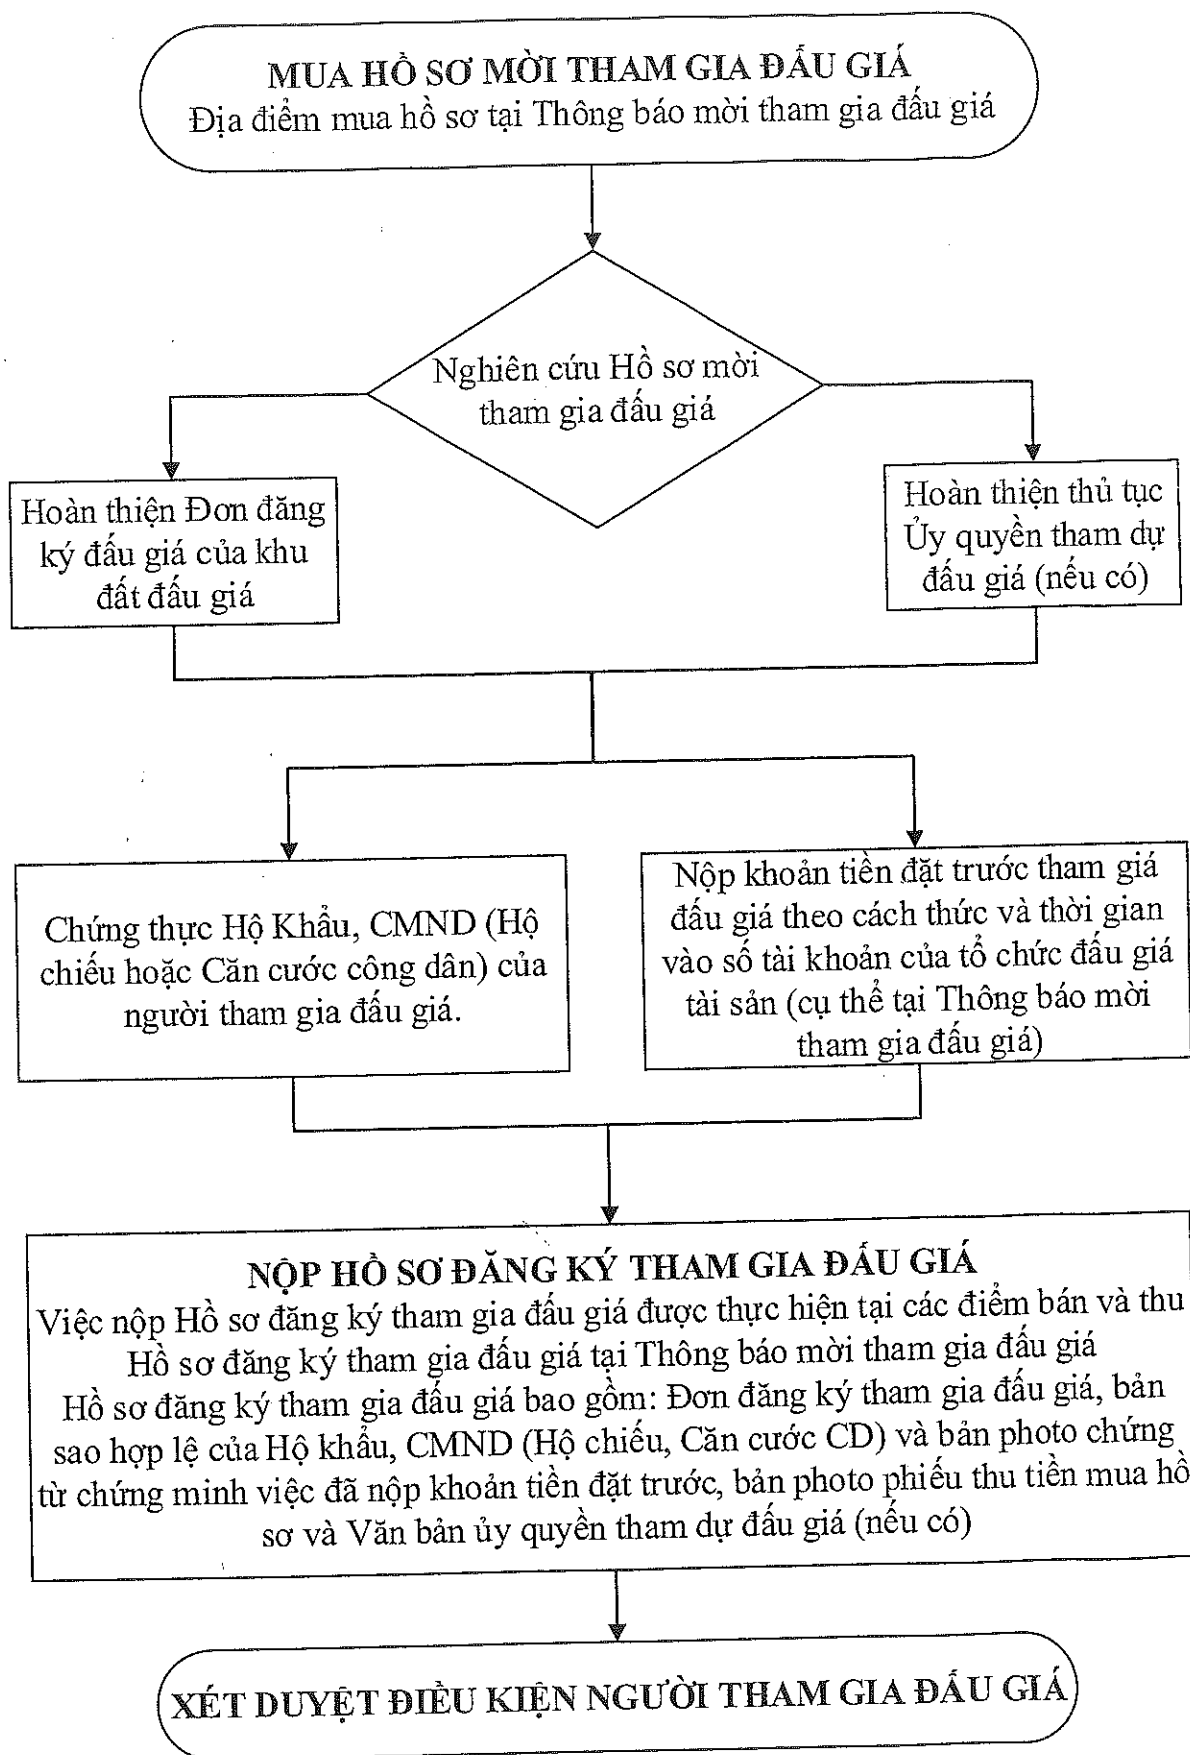 MUA HỒ SƠ MỜI THAM GIA ĐẤU GIÁ
Địa điểm mua hồ sơ tại Thông báo mời tham gia đấu giá
Nghiên cứu Hồ sơ mời
tham gia đấu giá
Hoàn thiện Đơn đăng
ký đấu giá của khu
đất đấu giá
Hoàn thiện thủ tục
Ủy quyền tham dự
đấu giá (nếu có)
Chứng thực Hộ Khẩu, CMND (Hộ
chiếu hoặc Căn cước công dân) của
người tham gia đấu giá.
Nộp khoản tiền đặt trước tham giá
đấu giá theo cách thức và thời gian
vào số tài khoản của tổ chức đấu giá
tài sản (cụ thể tại Thông báo mời
tham gia đấu giá)
NỘP HỒ SƠ ĐĂNG KÝ THAM GIA ĐẤU GIÁ
Việc nộp Hồ sơ đăng ký tham gia đấu giá được thực hiện tại các điểm bán và thu
Hồ sơ đăng ký tham gia đấu giá tại Thông báo mời tham gia đấu giá
Hồ sơ đăng ký tham gia đấu giá bao gồm: Đơn đăng ký tham gia đấu giá, bản
sao hợp lệ của Hộ khẩu, CMND (Hộ chiếu, Căn cước CD) và bản photo chứng
từ chứng minh việc đã nộp khoản tiền đặt trước, bản photo phiếu thu tiền mua hồ
sơ và Văn bản ủy quyền tham dự đấu giá (nếu có)
XÉT DUYỆT ĐIỀU KIỆN NGƯỜI THAM GIA ĐẤU GIÁ